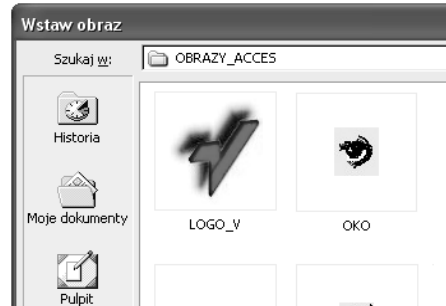 Wstaw obraz
Szukaj w:
OBRAZY_ACCES
Historia
Moje dokumenty
Pulpit
LOGO_V
OKO